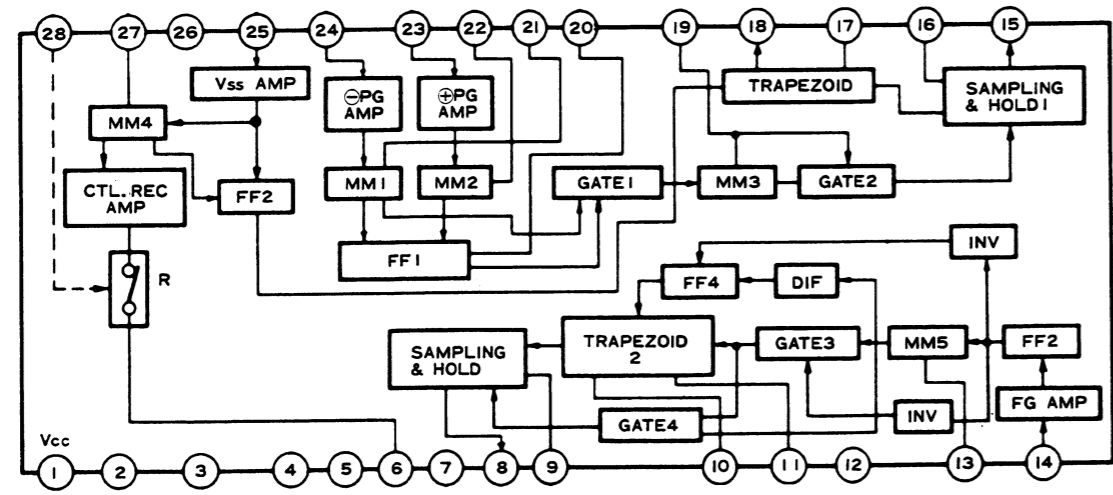 28 27 26 25 24 23 22 21 20 19 18 17 16 15
Vss AMP
⊖PG
AMP
⊕PG
AMP
TRAPEZOID
SAMPLING
& HOLD I
MM4
CTL. REC
AMP
FF2
MM1
MM2
GATE1
MM3
GATE2
FF1
R
INV
FF4
DIF
SAMPLING
& HOLD
TRAPEZOID
2
GATE3
MM5
FF2
GATE4
INV
FG AMP
Vcc
1 2 3 4 5 6 7 8 9 10 11 12 13 14